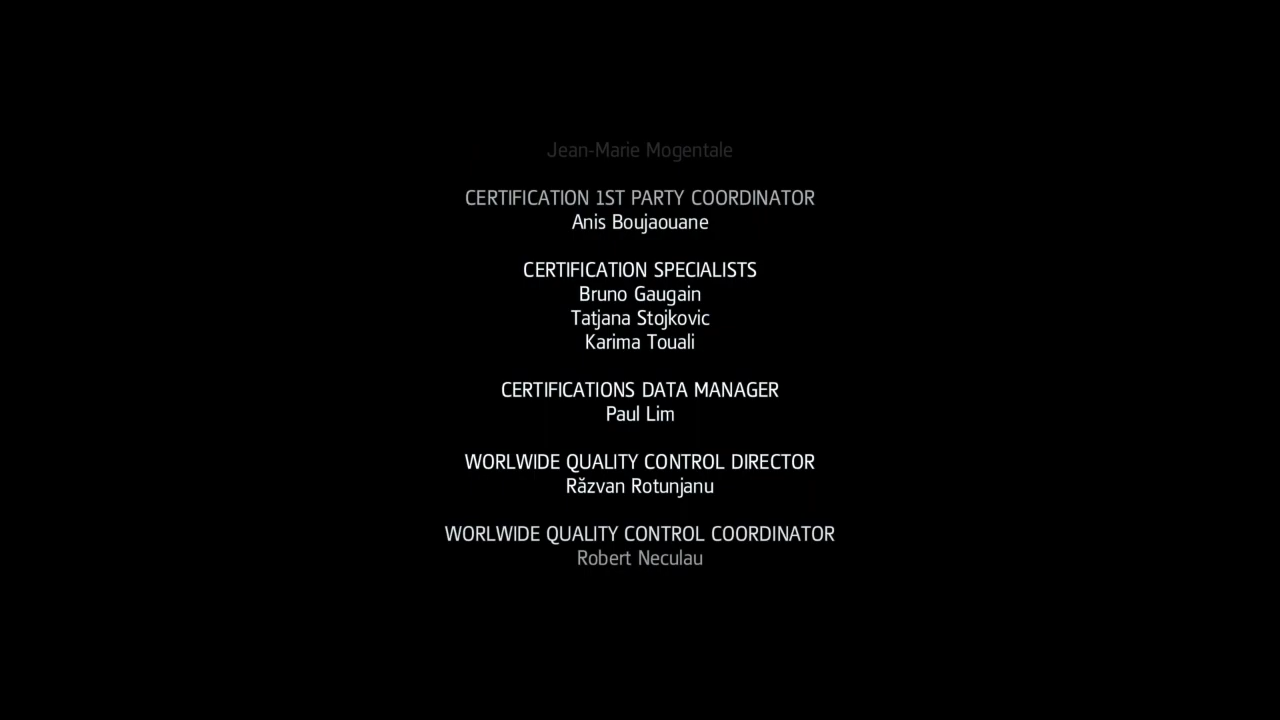 Jean-Marie Mogentale
CERTIFICATION 1ST PARTY COORDINATOR
Anis Boujaouane
CERTIFICATION SPECIALISTS
Bruno Gaugain
Tatjana Stojkovic
Karima Touali
CERTIFICATIONS DATA MANAGER
Paul Lim
WORLWIDE QUALITY CONTROL DIRECTOR
Răzvan Rotunjanu
WORLWIDE QUALITY CONTROL COORDINATOR
Robert Neculau